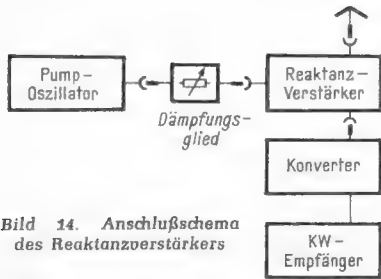 Pump-
Oszillator
Dämpfungs-
glied
Reaktanz-
Verstärker
Konverter
KW-
Empfänger
Bild 14. Anschlußschema
des Reaktanzverstärkers